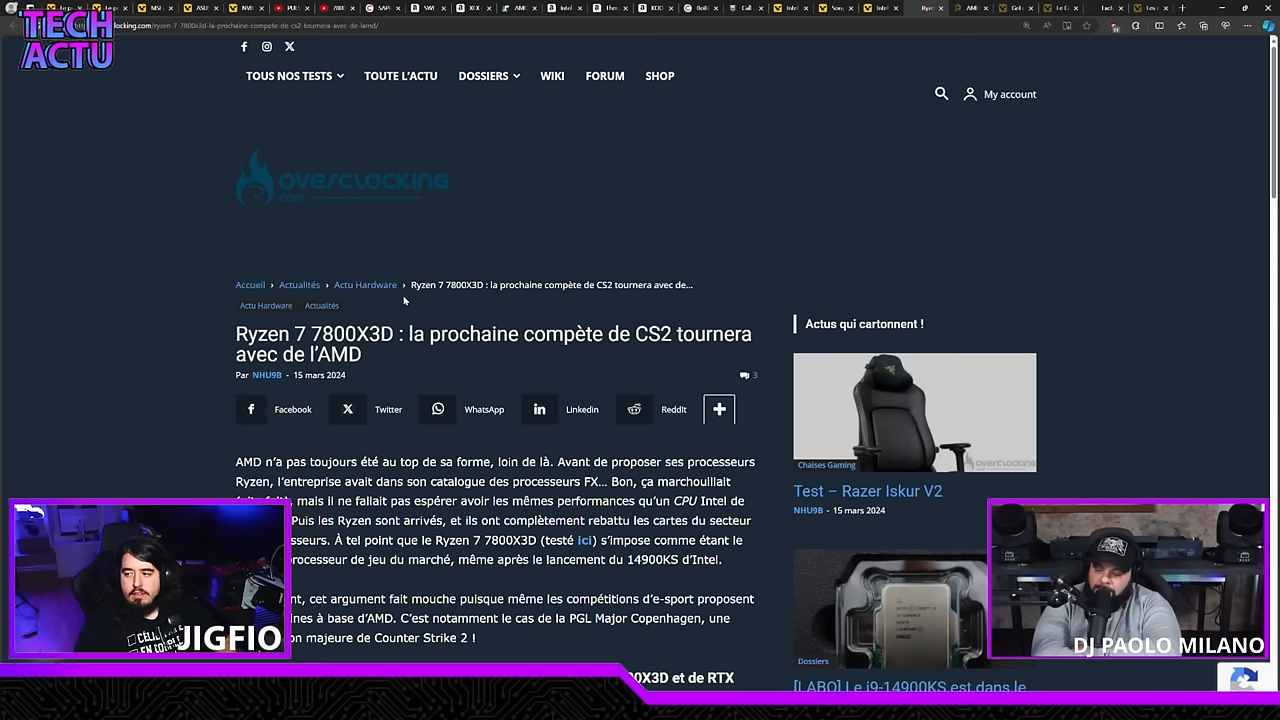 TECH
ACTU
TOUS NOS TESTS
TOUTE L'ACTU
DOSSIERS
WIKI
FORUM
SHOP
My account
overclocking
.com
Accueil › Actualités › Actu Hardware › Ryzen 7 7800X3D : la prochaine compète de CS2 tournera avec de...
Actu Hardware
Actualités
Ryzen 7 7800X3D : la prochaine compète de CS2 tournera
avec de l'AMD
Par NHU9B - 15 mars 2024
3
Facebook
Twitter
WhatsApp
Linkedin
ReddIt
AMD n'a pas toujours été au top de sa forme, loin de là. Avant de proposer ses processeurs
Ryzen, l'entreprise avait dans son catalogue des processeurs FX... Bon, ça marchouillait
mais il ne fallait pas espérer avoir les mêmes performances qu'un CPU Intel de
Puis les Ryzen sont arrivés, et ils ont complètement rebattu les cartes du secteur
sseurs. À tel point que le Ryzen 7 7800X3D (testé ici) s'impose comme étant le
rocesseur de jeu du marché, même après le lancement du 14900KS d'Intel.
nt, cet argument fait mouche puisque même les compétitions d'e-sport proposent
ines à base d'AMD. C'est notamment le cas de la PGL Major Copenhagen, une
on majeure de Counter Strike 2 !
00X3D et de RTX
Actus qui cartonnent !
Chaises Gaming
Test – Razer Iskur V2
NHU9B - 15 mars 2024
Dossiers
[LABO] Le i9-14900KS est dans le
JIGFIO
DJ PAOLO MILANO